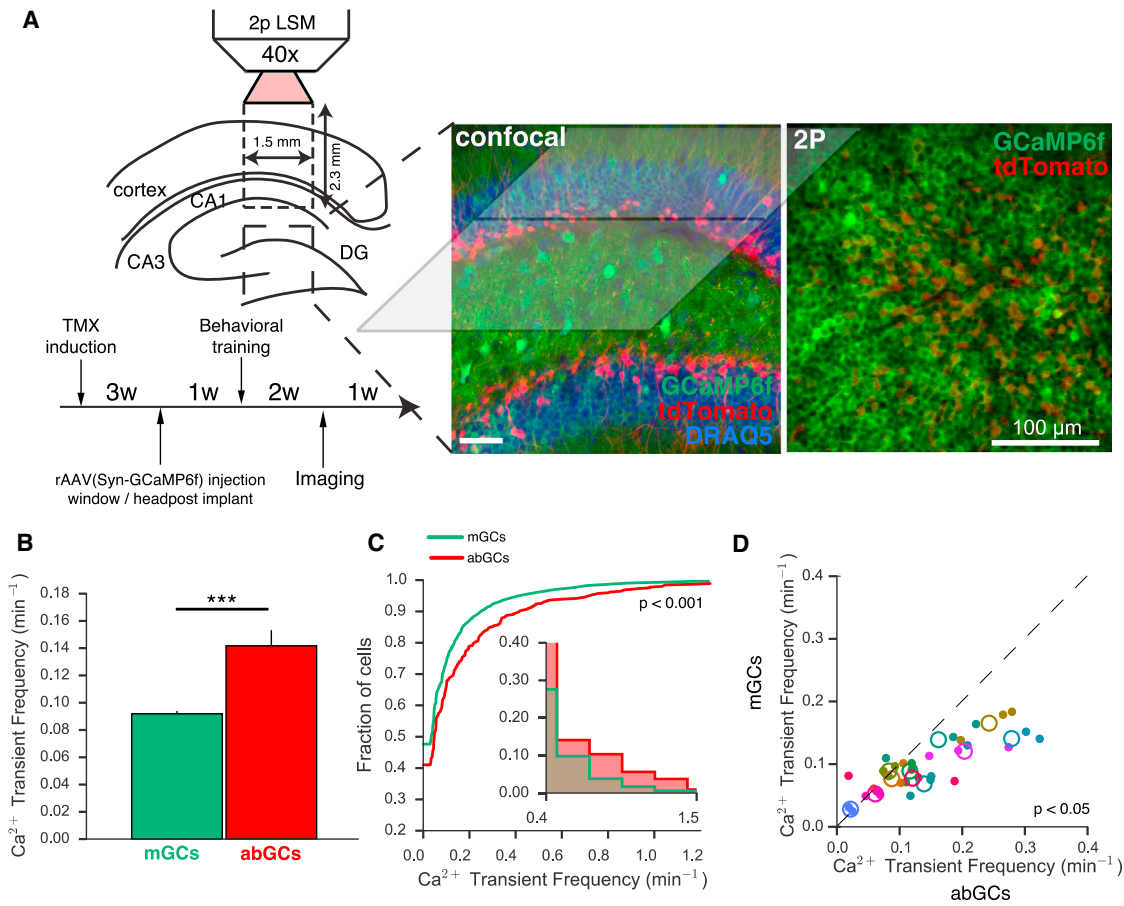 A
2p LSM
40x
1.5 mm
2.3 mm
cortex
CA1
CA3
DG
confocal
GCaMP6f
tdTomato
DRAQ5
2P
GCaMP6f
tdTomato
100 µm
TMX
induction
Behavioral
training
3w 1w 2w 1w
rAAV(Syn-GCaMP6f) injection
window / headpost implant
Imaging
B
Ca²⁺ Transient Frequency (min⁻¹)
0.18
0.16
0.14
0.12
0.10
0.08
0.06
0.04
0.02
0.00
***
mGCs abGCs
C
mGCs
abGCs
Fraction of cells
1.0
0.9
0.8
0.7
0.6
0.5
0.4
0.3
0.2
p < 0.001
0.40
0.30
0.20
0.10
0.00
0.4 1.5
0.0 0.2 0.4 0.6 0.8 1.0 1.2
Ca²⁺ Transient Frequency (min⁻¹)
D
mGCs
Ca²⁺ Transient Frequency (min⁻¹)
0.4
0.3
0.2
0.1
0.0
p < 0.05
0.0 0.1 0.2 0.3 0.4
Ca²⁺ Transient Frequency (min⁻¹)
abGCs